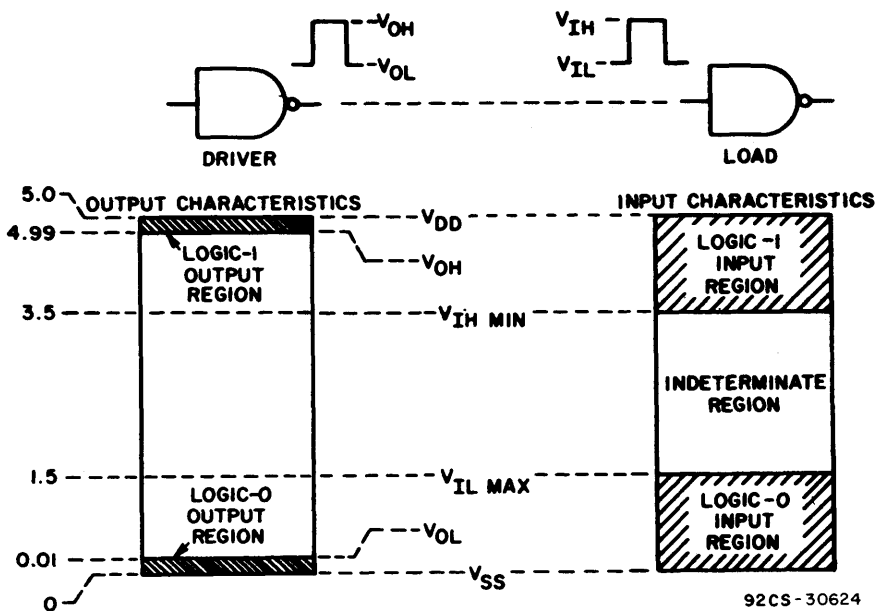 VOH
VOL
VIH
VIL
DRIVER
LOAD
OUTPUT CHARACTERISTICS
INPUT CHARACTERISTICS
5.0
4.99
3.5
1.5
0.01
0
LOGIC-1
OUTPUT
REGION
LOGIC-0
OUTPUT
REGION
VDD
VOH
VIH MIN
VIL MAX
VOL
VSS
LOGIC-1
INPUT
REGION
INDETERMINATE
REGION
LOGIC-0
INPUT
REGION
92CS-30624